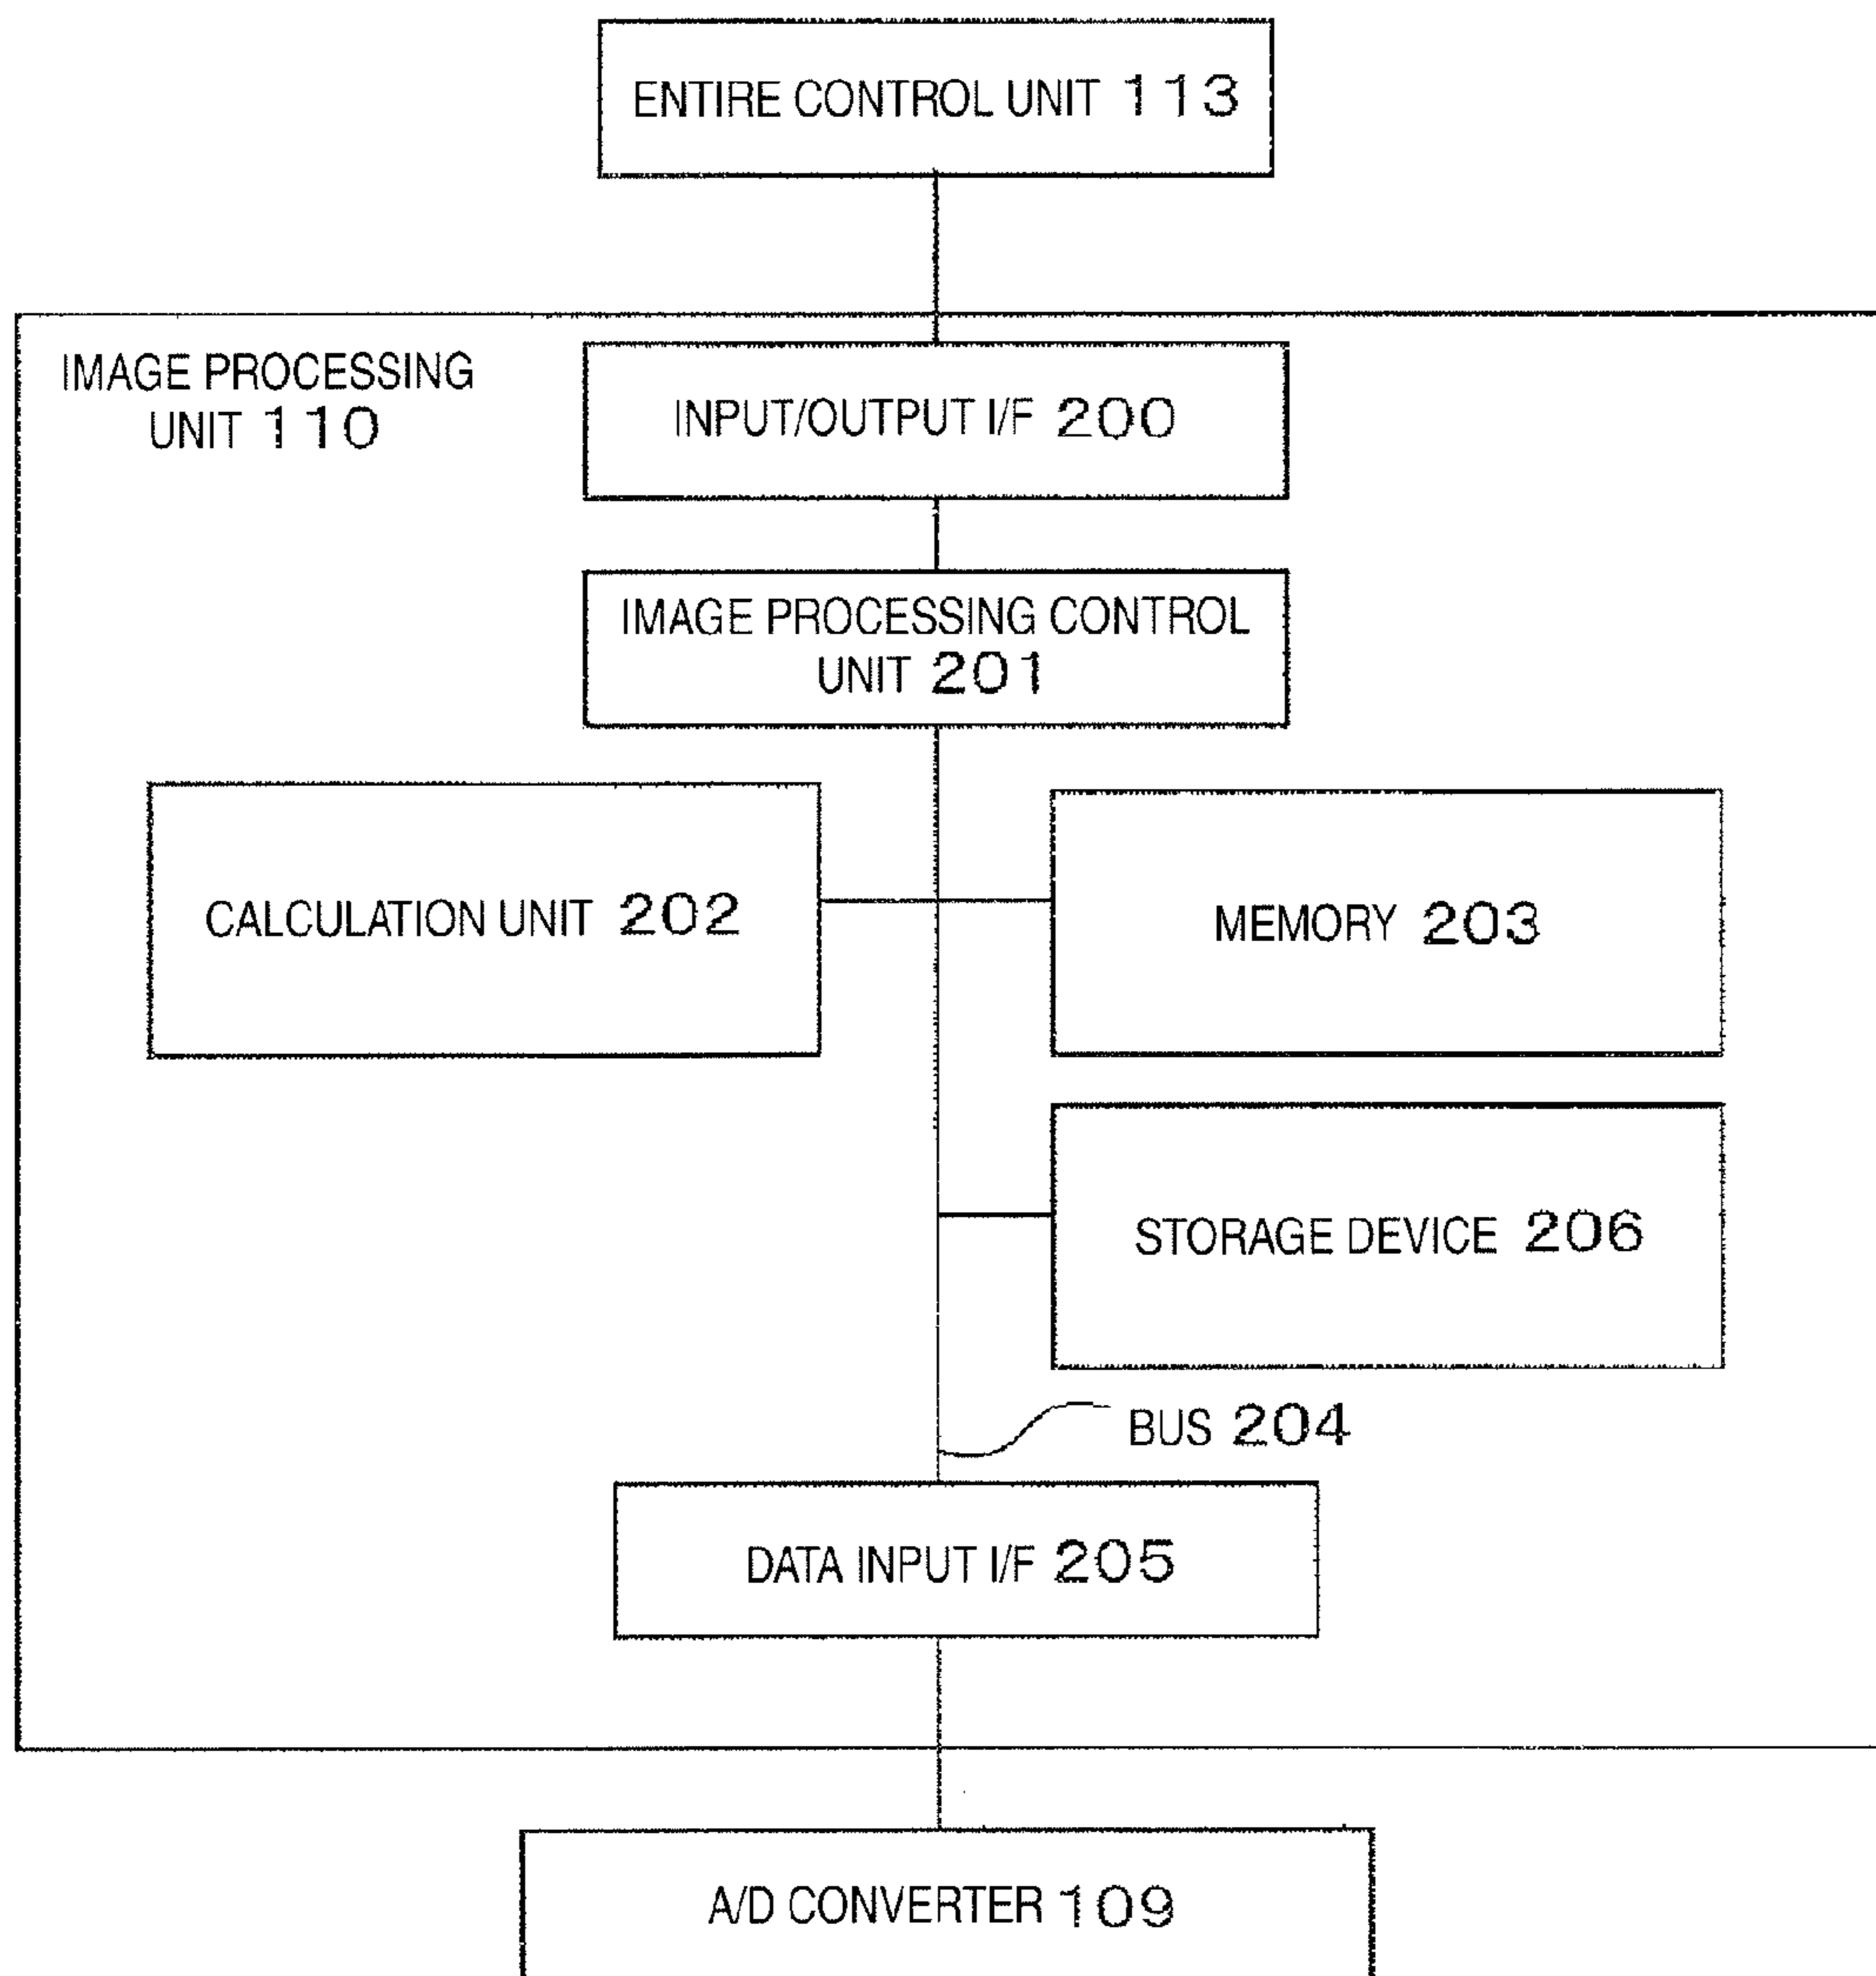 ENTIRE CONTROL UNIT 113
IMAGE PROCESSING
UNIT 110
INPUT/OUTPUT I/F 200
IMAGE PROCESSING CONTROL
UNIT 201
CALCULATION UNIT 202
MEMORY 203
STORAGE DEVICE 206
BUS 204
DATA INPUT I/F 205
A/D CONVERTER 109